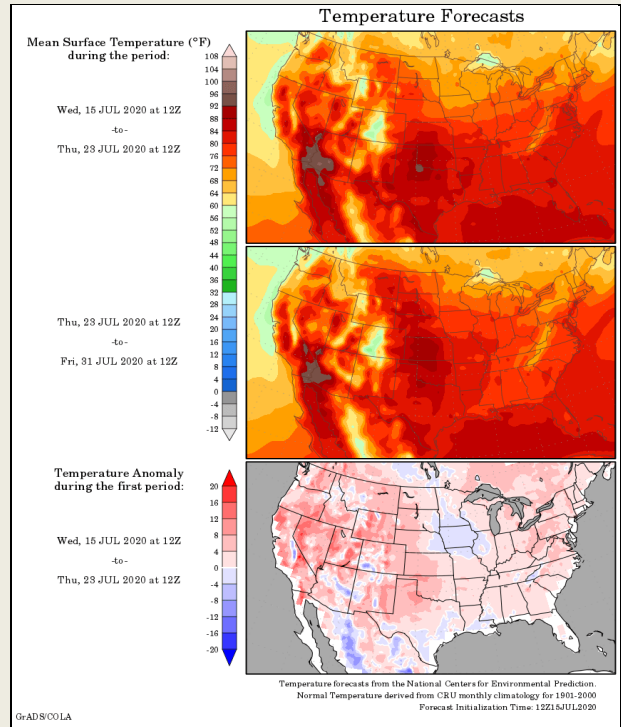 Temperature Forecasts
Mean Surface Temperature (°F)
during the period:
Wed, 15 JUL 2020 at 12Z
-to-
Thu, 23 JUL 2020 at 12Z
108
104
100
96
92
88
84
80
76
72
68
64
60
56
52
48
44
40
36
32
28
24
20
16
12
8
4
0
-4
-8
-12
Thu, 23 JUL 2020 at 12Z
-to-
Fri, 31 JUL 2020 at 12Z
Temperature Anomaly
during the first period:
Wed, 15 JUL 2020 at 12Z
-to-
Thu, 23 JUL 2020 at 12Z
20
16
12
8
4
0
-4
-8
-12
-16
-20
Temperature forecasts from the National Centers for Environmental Prediction.
Normal Temperature derived from CRU monthly climatology for 1901-2000
Forecast Initialization Time: 12Z15JUL2020
GrADS/COLA